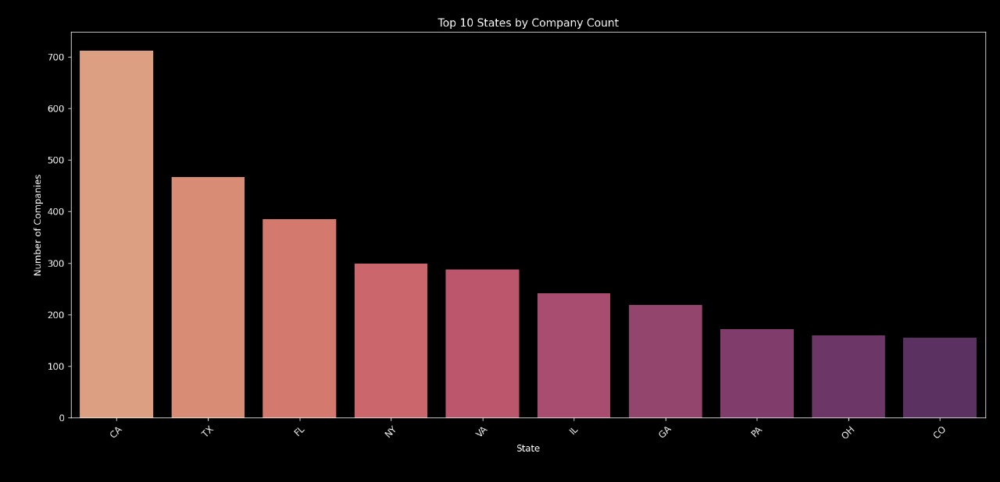 Top 10 States by Company Count
Number of Companies
700
600
500
400
300
200
100
0
CA
TX
FL
NY
VA
IL
GA
PA
OH
CO
State